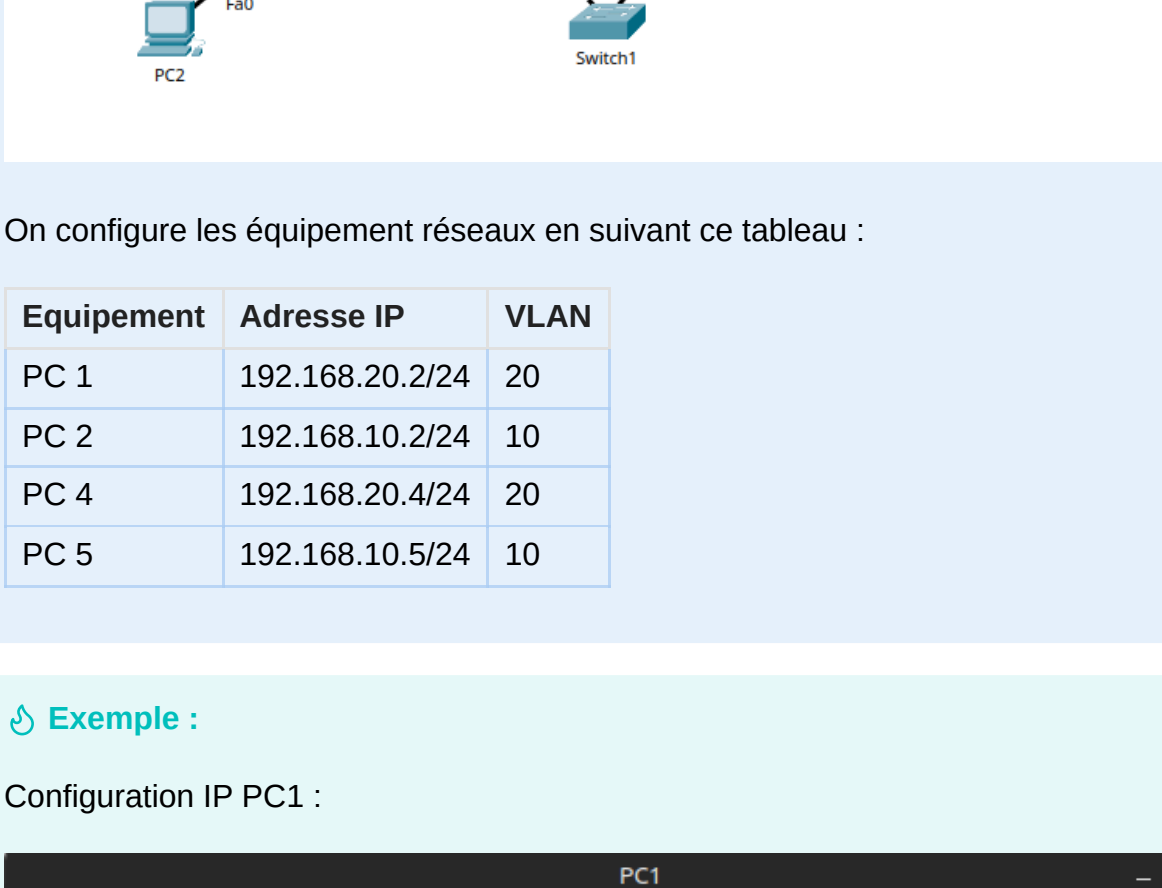 Fa0
Switch1
PC2
On configure les équipement réseaux en suivant ce tableau :
Equipement Adresse IP VLAN
PC 1 192.168.20.2/24 20
PC 2 192.168.10.2/24 10
PC 4 192.168.20.4/24 20
PC 5 192.168.10.5/24 10
Exemple :
Configuration IP PC1 :
PC1